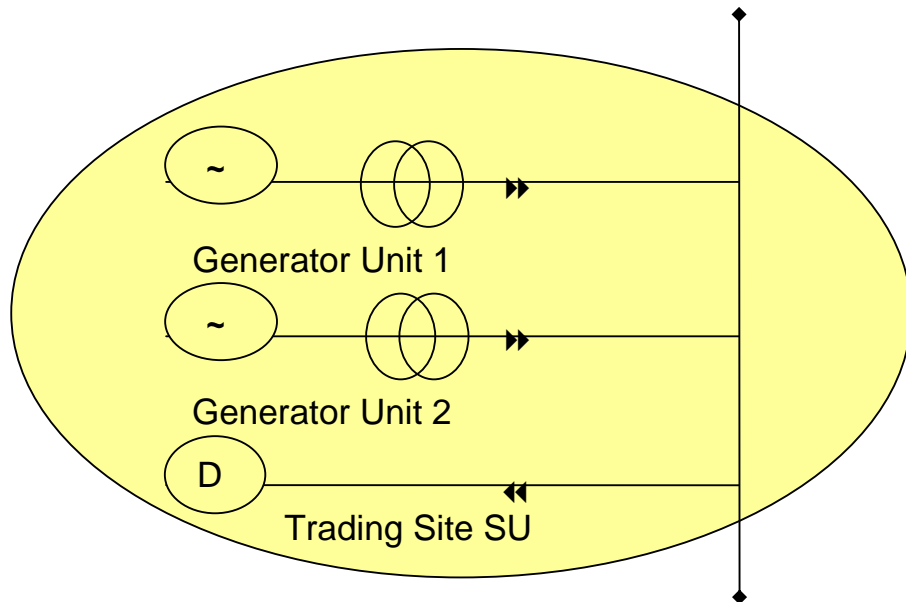 ~
Generator Unit 1
~
Generator Unit 2
D
Trading Site SU